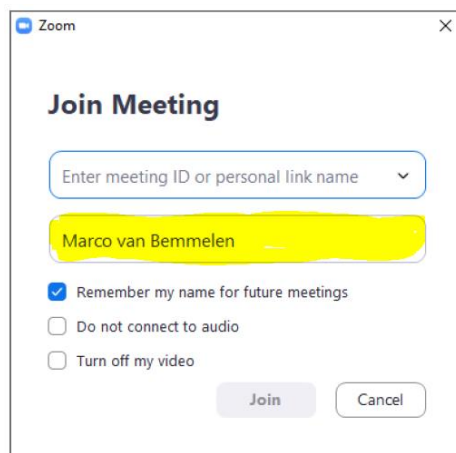 Zoom
Join Meeting
Enter meeting ID or personal link name
Marco van Bemmelen
Remember my name for future meetings
Do not connect to audio
Turn off my video
Join Cancel